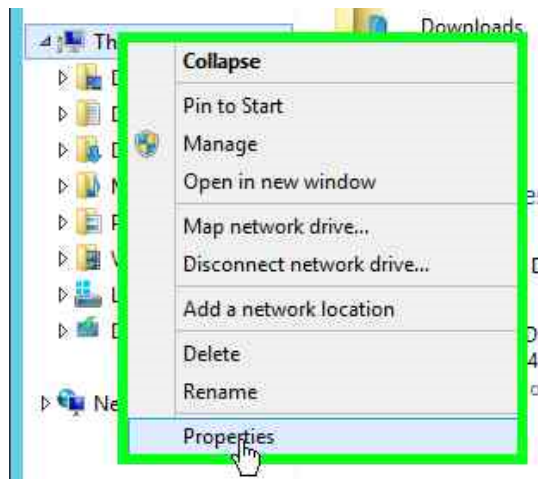 Downloads
Th
Collapse
Pin to Start
Manage
Open in new window
Map network drive...
Disconnect network drive...
Add a network location
Delete
Rename
Ne
Properties